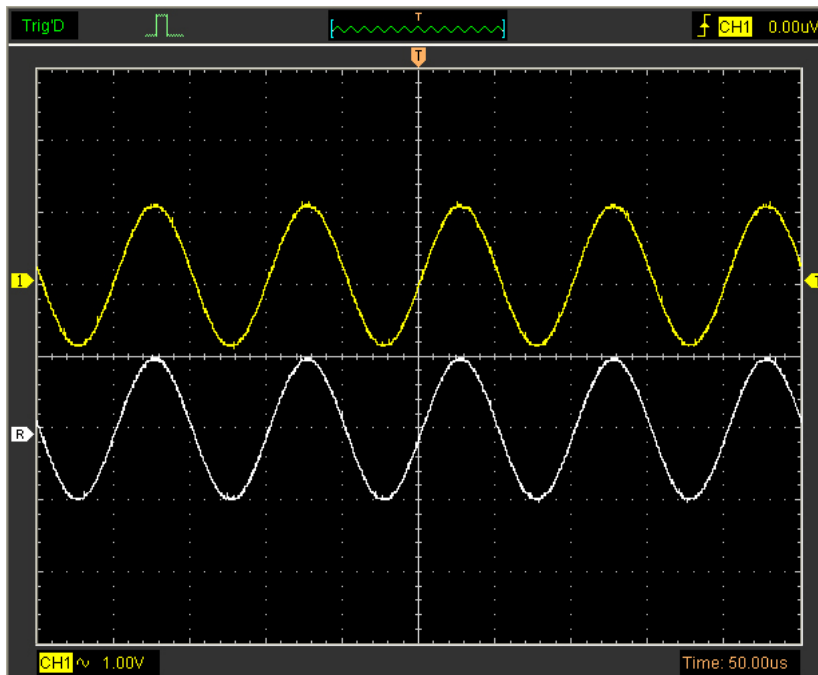 Trig'D T CH1 0.00uV
T
1 T
R
CH1 1.00V Time: 50.00us